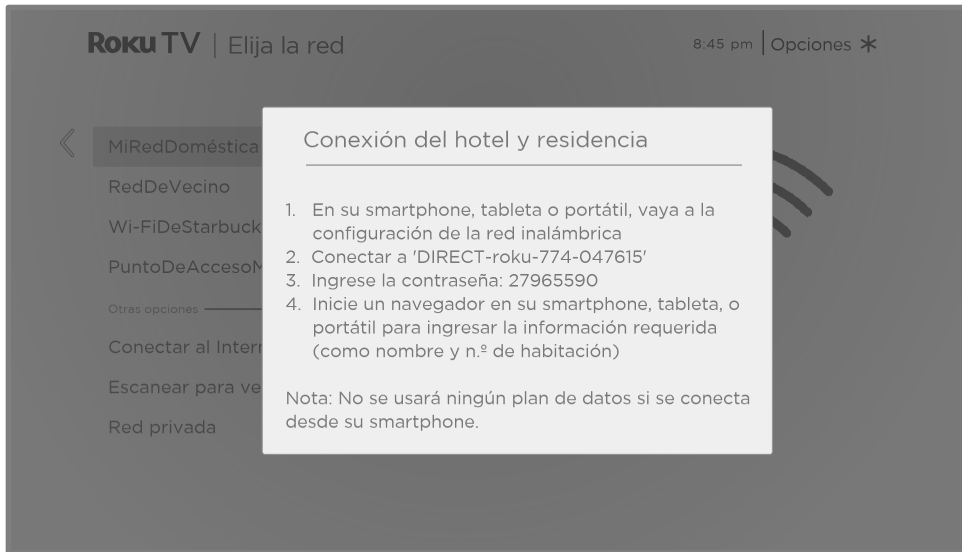 Roku TV | Elija la red
8:45 pm | Opciones *
Conexión del hotel y residencia
MiRedDoméstica
RedDeVecino
Wi-FiDeStarbuck
PuntoDeAccesoM
Otras opciones
Conectar al Intern
Escanear para ve
Red privada
1. En su smartphone, tableta o portátil, vaya a la
configuración de la red inalámbrica
2. Conectar a 'DIRECT-roku-774-047615'
3. Ingrese la contraseña: 27965590
4. Inicie un navegador en su smartphone, tableta, o
portátil para ingresar la información requerida
(como nombre y n.º de habitación)
Nota: No se usará ningún plan de datos si se conecta
desde su smartphone.